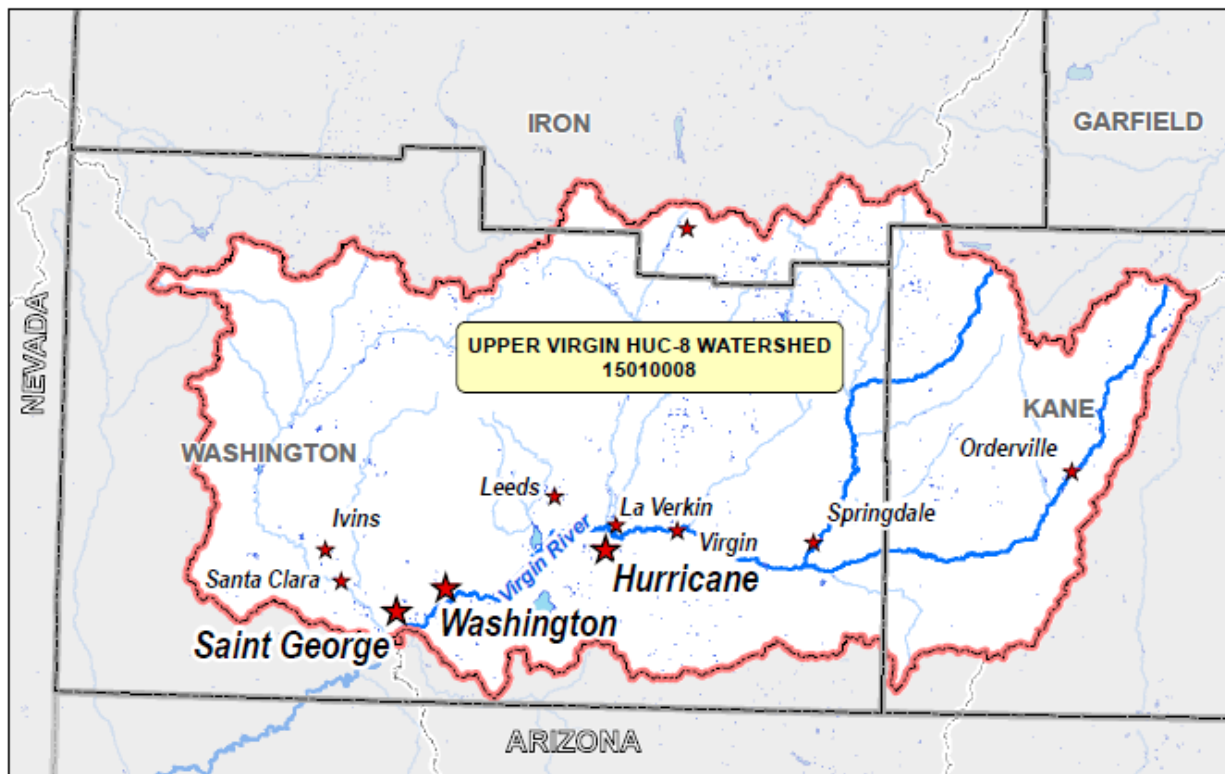 IRON
GARFIELD
NEVADA
UPPER VIRGIN HUC-8 WATERSHED
15010008
KANE
WASHINGTON
Orderville
Leeds
La Verkin
Springdale
Ivins
Virgin
Virgin River
Santa Clara
Hurricane
Washington
Saint George
ARIZONA